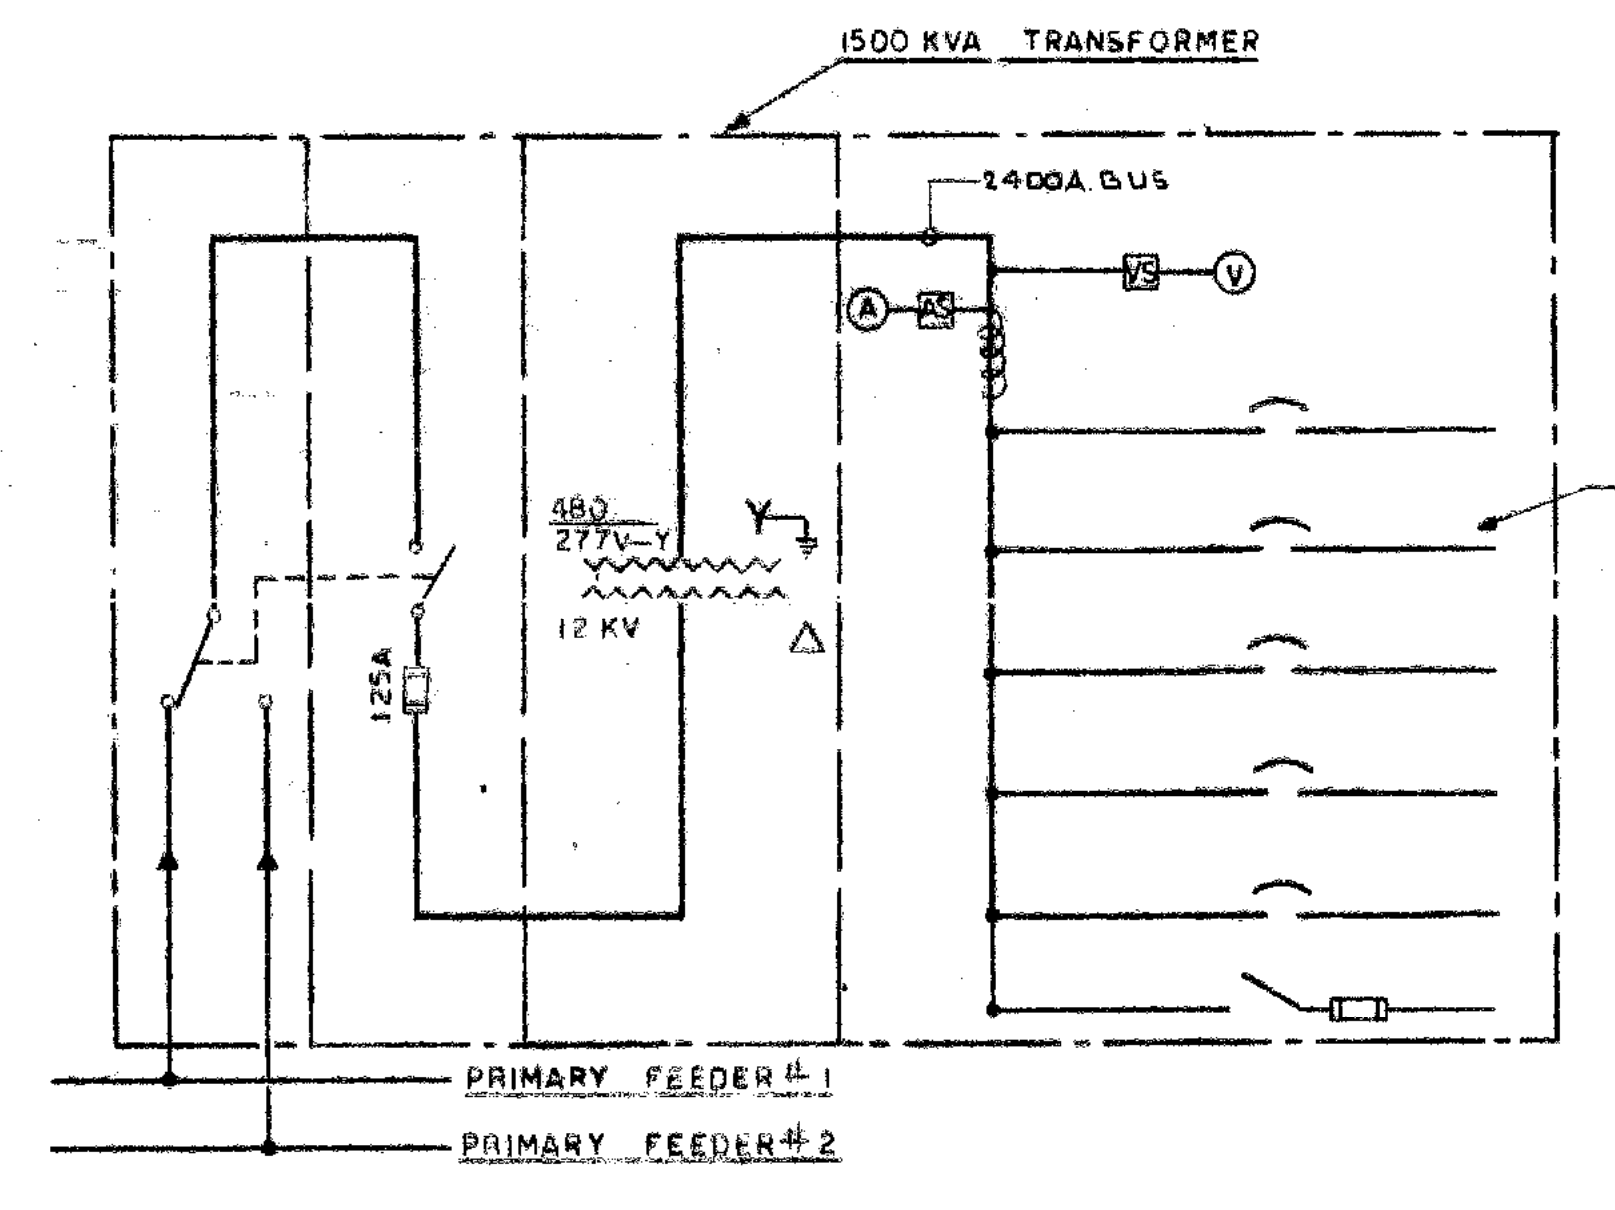 1500 KVA TRANSFORMER
2400A. BUS
VS V
A AS
480
277V-Y
Y
12 KV
125A
PRIMARY FEEDER # 1
PRIMARY FEEDER # 2